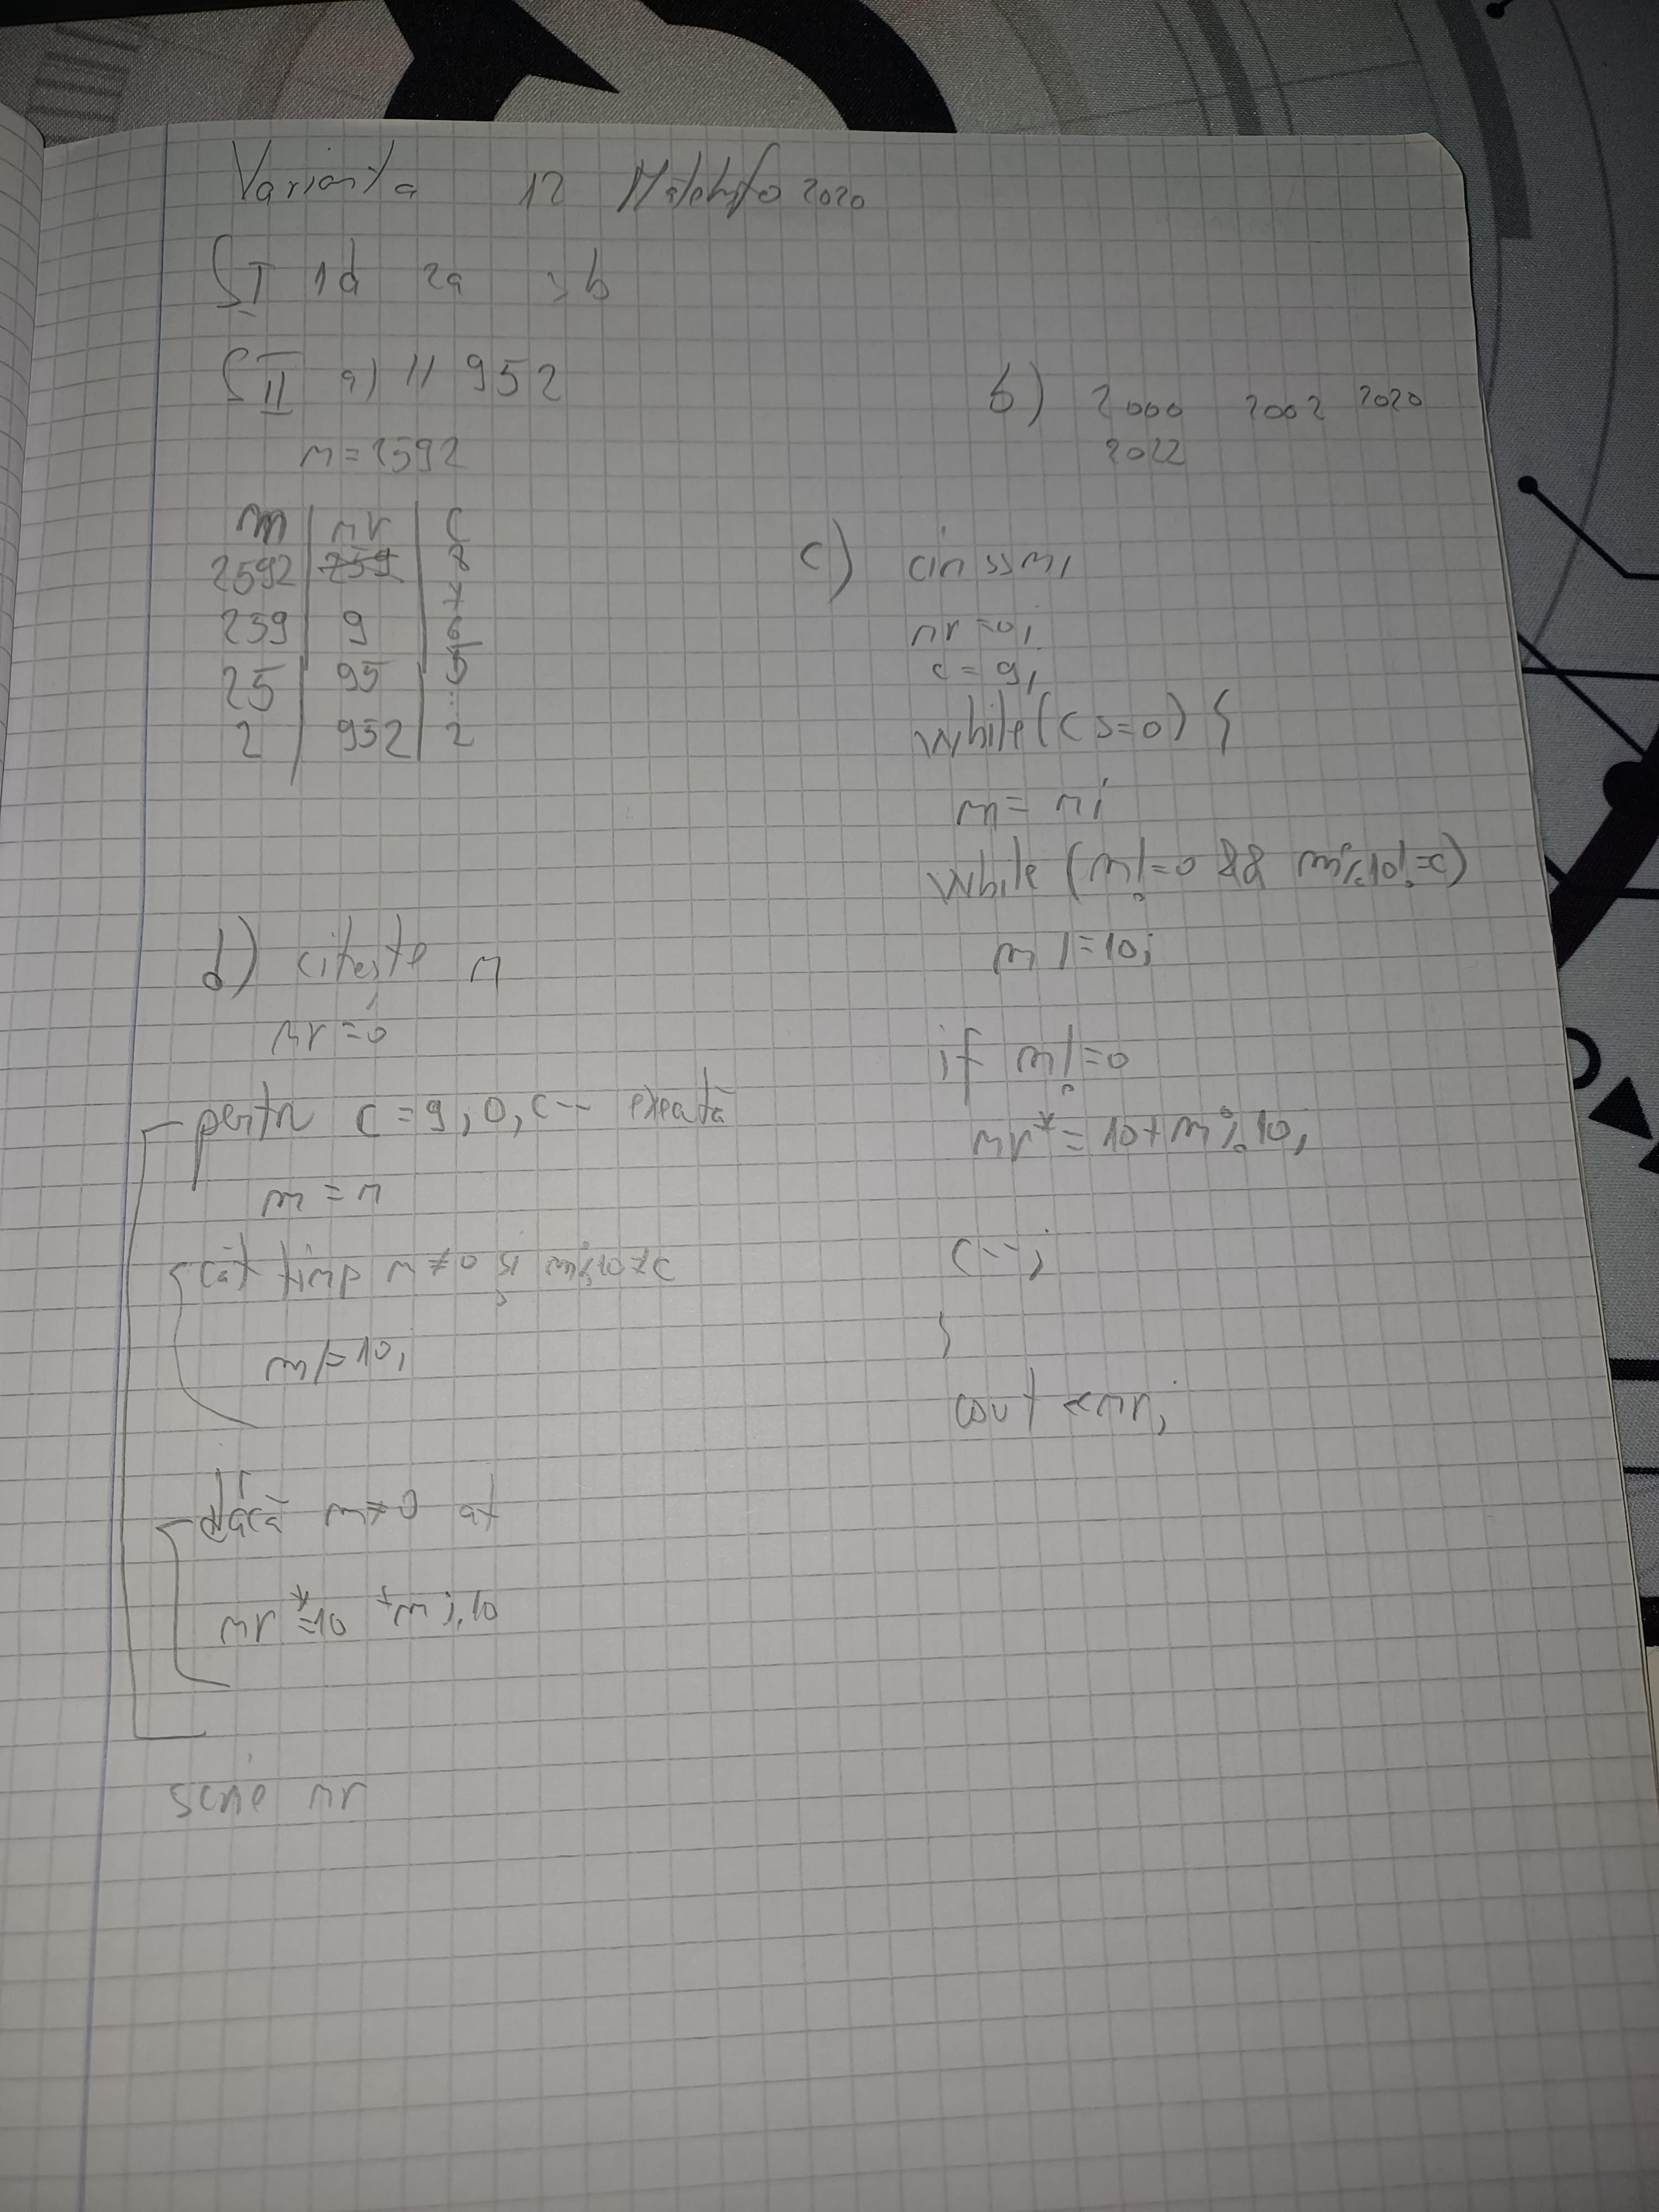 Varianta 12 MateInfo 2020
SI 1d 2a 3b
SII a) 11 952
n=2592
m nr c
2592 259 8
7
259 9 6
25 95 5
2 952 2
b) 2000 2002 2020
2022
c) cin >>n;
nr =0;
c = 9;
while(c >=0) {
m= n;
while (m!=0 && m%10!=c)
m /=10;
if m!=0
nr*= 10+m%10;
c--;
}
cout <<nr;
d) citește n
nr =0
pentru c=9,0,c-- execută
m=n
cât timp m≠0 și m%10≠c
m/=10;
dacă m≠0 at
nr*=10 +m%10
scrie nr